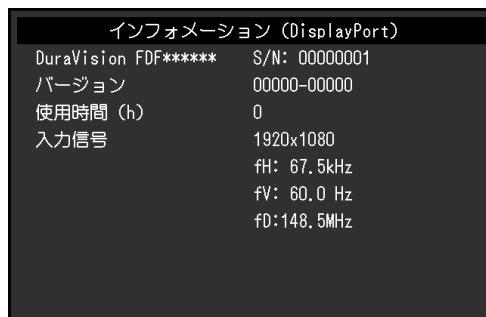 インフォメーション (DisplayPort)
DuraVision FDF****** S/N: 00000001
バージョン 00000-00000
使用時間 (h) 0
入力信号 1920x1080
fH: 67.5kHz
fV: 60.0 Hz
fD:148.5MHz